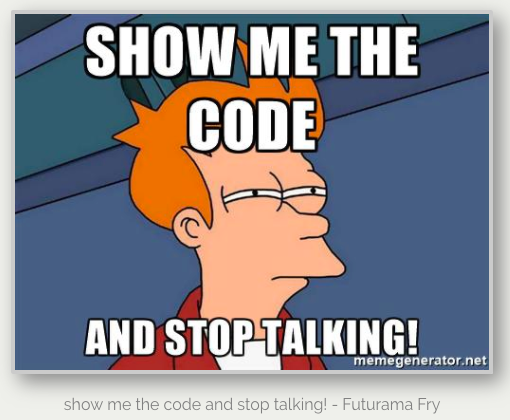 SHOW ME THE
CODE
AND STOP TALKING!
memegenerator.net
show me the code and stop talking! - Futurama Fry